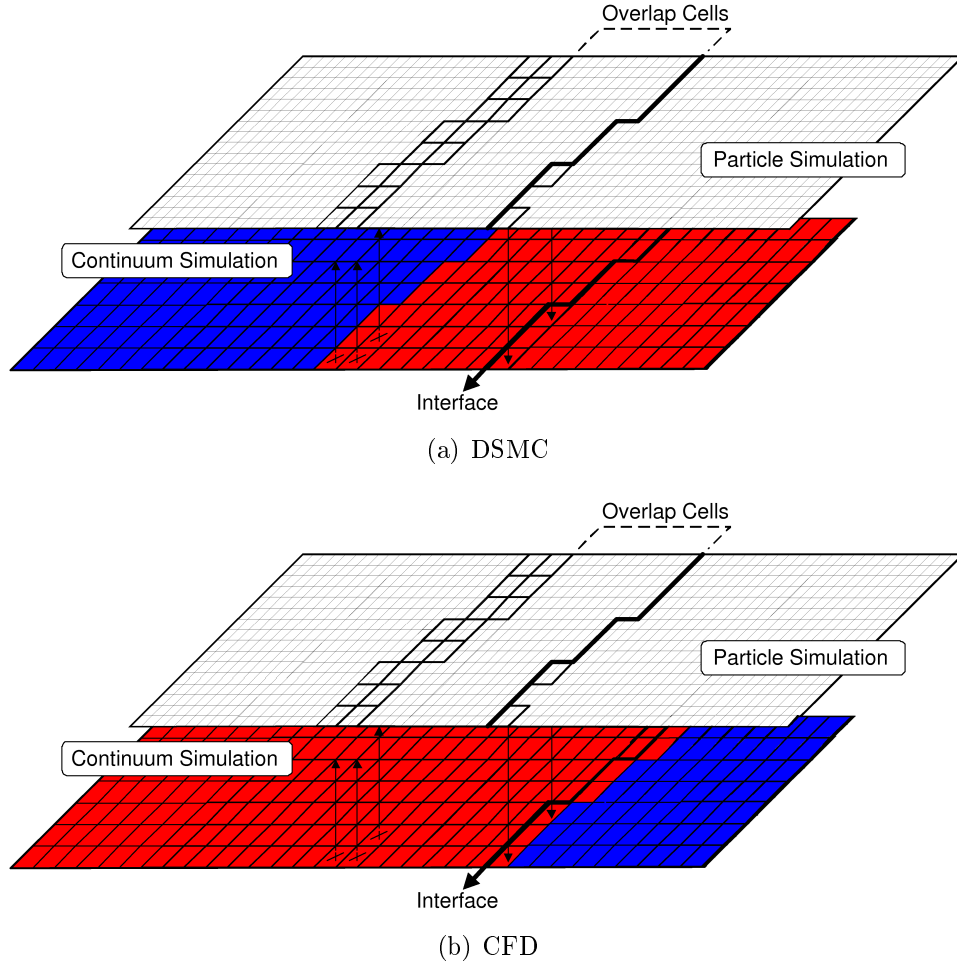 Overlap Cells
Particle Simulation
Continuum Simulation
Interface
(a) DSMC
Overlap Cells
Particle Simulation
Continuum Simulation
Interface
(b) CFD